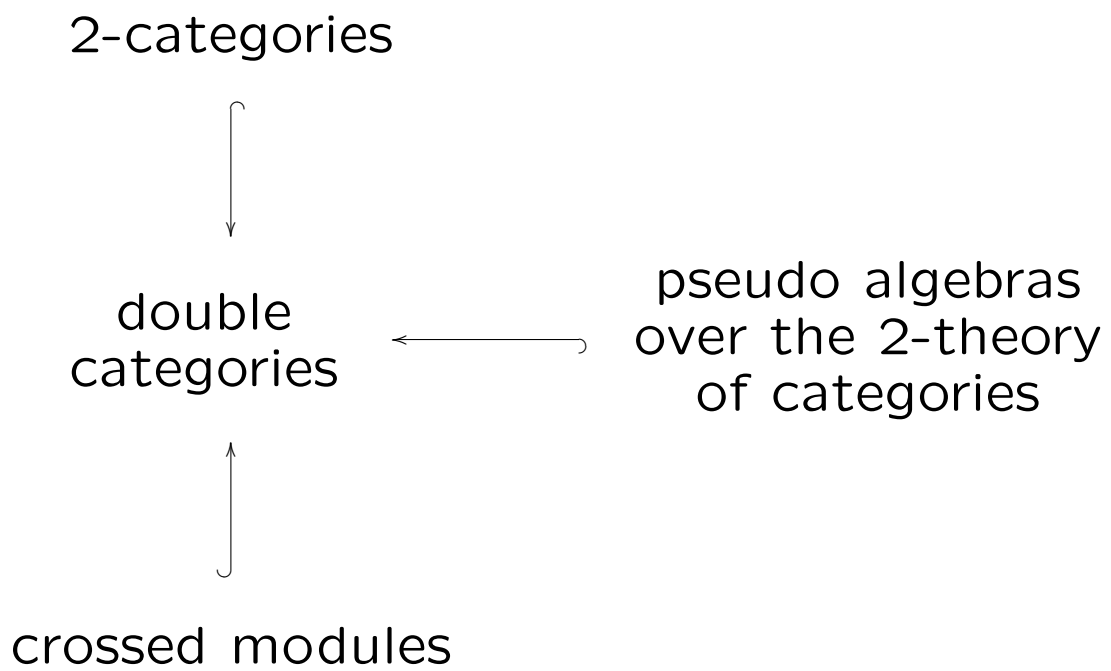 2-categories
double
categories
pseudo algebras
over the 2-theory
of categories
crossed modules